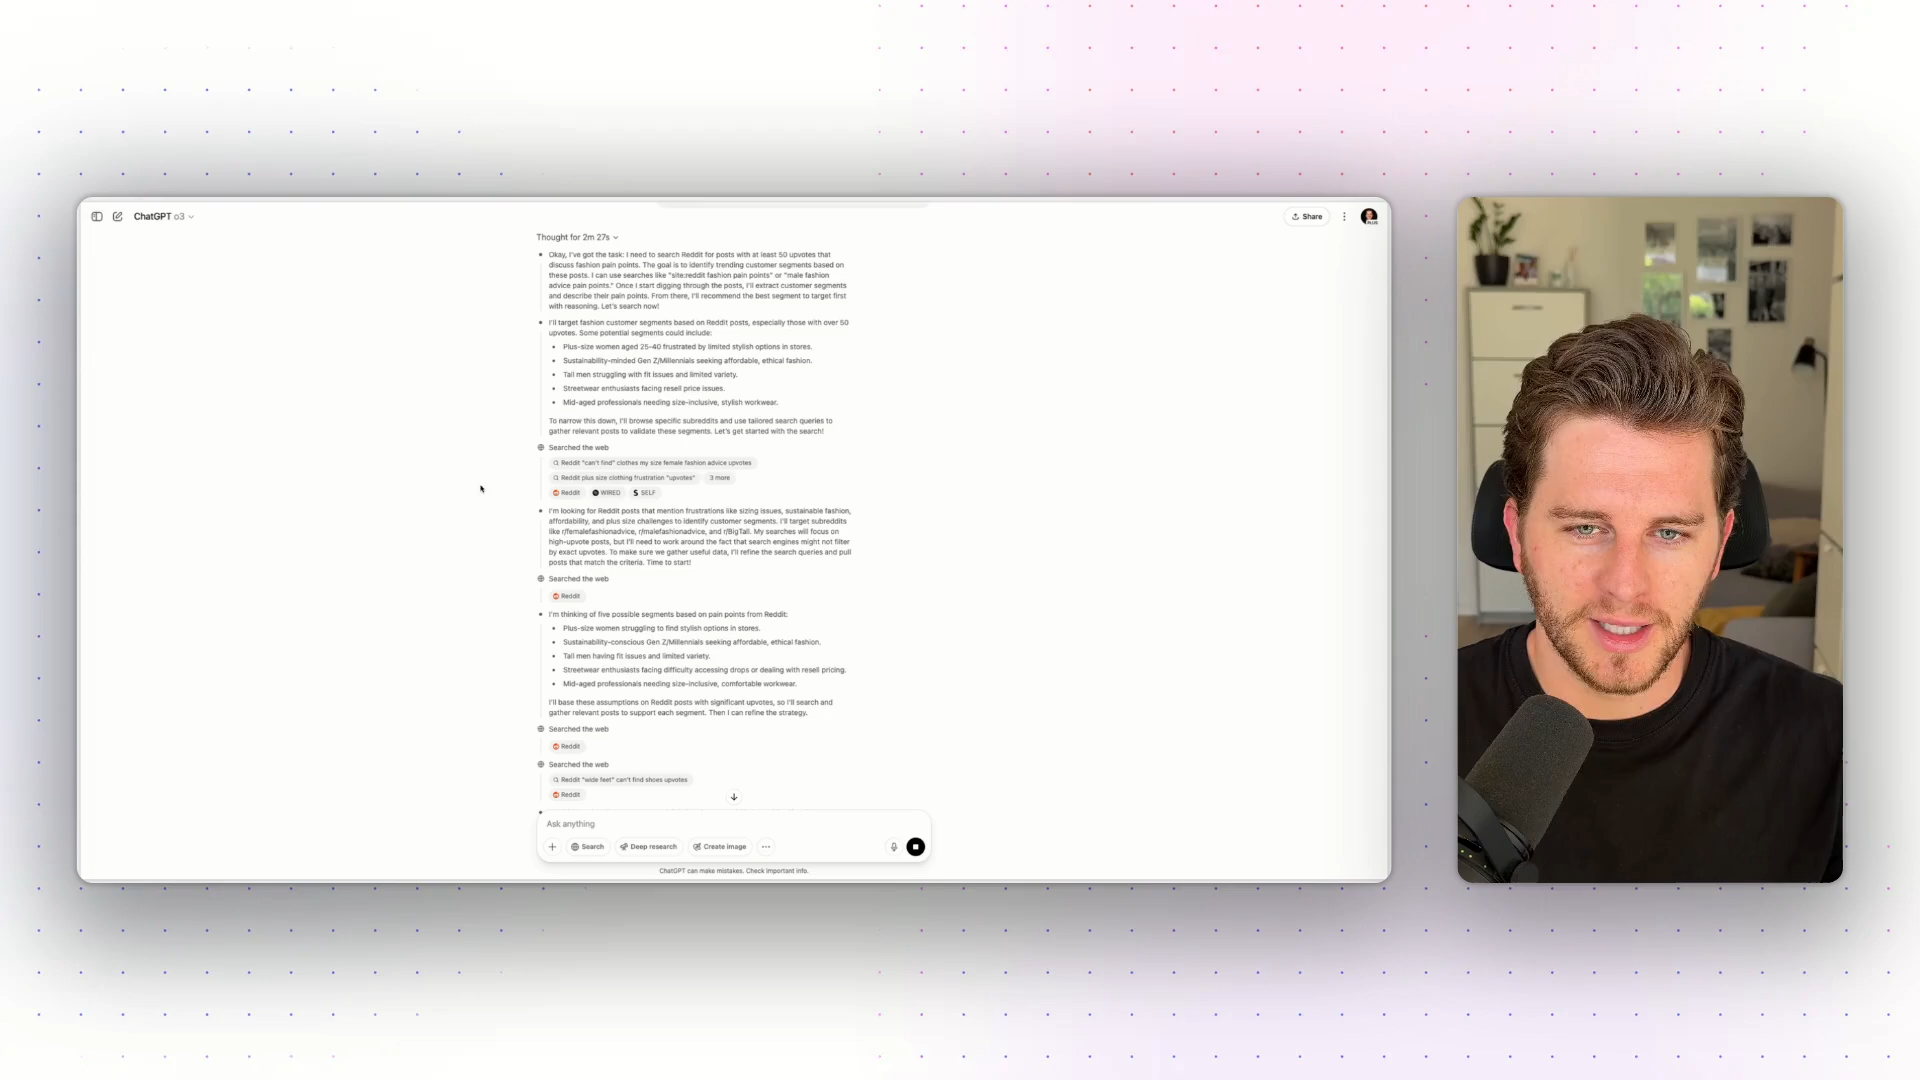 ChatGPT o3
Share
PLUS
Thought for 2m 27s
Okay, I've got the task: I need to search Reddit for posts with at least 50 upvotes that
discuss fashion pain points. The goal is to identify trending customer segments based on
these posts. I can use searches like "site:reddit fashion pain points" or "male fashion
advice pain points." Once I start digging through the posts, I'll extract customer segments
and describe their pain points. From there, I'll recommend the best segment to target first
with reasoning. Let's search now!
I'll target fashion customer segments based on Reddit posts, especially those with over 50
upvotes. Some potential segments could include:
Plus-size women aged 25-40 frustrated by limited stylish options in stores.
Sustainability-minded Gen Z/Millennials seeking affordable, ethical fashion.
Tall men struggling with fit issues and limited variety.
Streetwear enthusiasts facing resell price issues.
Mid-aged professionals needing size-inclusive, stylish workwear.
To narrow this down, I'll browse specific subreddits and use tailored search queries to
gather relevant posts to validate these segments. Let's get started with the search!
Searched the web
Reddit "can't find" clothes my size female fashion advice upvotes
Reddit plus size clothing frustration "upvotes" 3 more
Reddit WIRED SELF
I'm looking for Reddit posts that mention frustrations like sizing issues, sustainable fashion,
affordability, and plus size challenges to identify customer segments. I'll target subreddits
like r/femalefashionadvice, r/malefashionadvice, and r/BigTall. My searches will focus on
high-upvote posts, but I'll need to work around the fact that search engines might not filter
by exact upvotes. To make sure we gather useful data, I'll refine the search queries and pull
posts that match the criteria. Time to start!
Searched the web
Reddit
I'm thinking of five possible segments based on pain points from Reddit:
Plus-size women struggling to find stylish options in stores.
Sustainability-conscious Gen Z/Millennials seeking affordable, ethical fashion.
Tall men having fit issues and limited variety.
Streetwear enthusiasts facing difficulty accessing drops or dealing with resell pricing.
Mid-aged professionals needing size-inclusive, comfortable workwear.
I'll base these assumptions on Reddit posts with significant upvotes, so I'll search and
gather relevant posts to support each segment. Then I can refine the strategy.
Searched the web
Reddit
Searched the web
Reddit "wide feet" can't find shoes upvotes
Reddit
Ask anything
Search Deep research Create image
ChatGPT can make mistakes. Check important info.